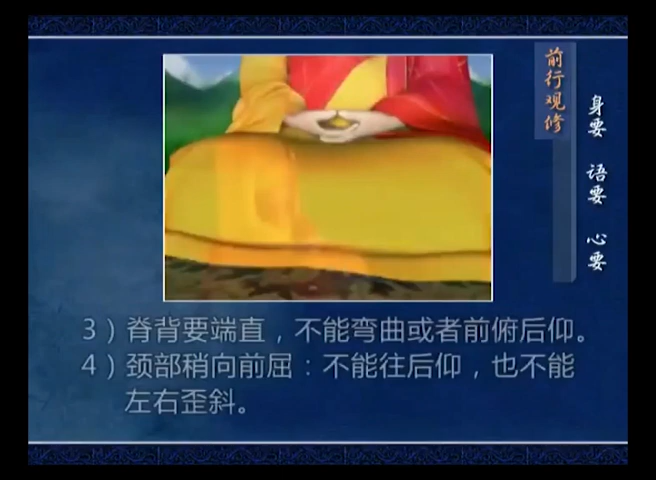 前行观修
身要 语要 心要
3）脊背要端直，不能弯曲或者前俯后仰。
4）颈部稍向前屈：不能往后仰，也不能
左右歪斜。